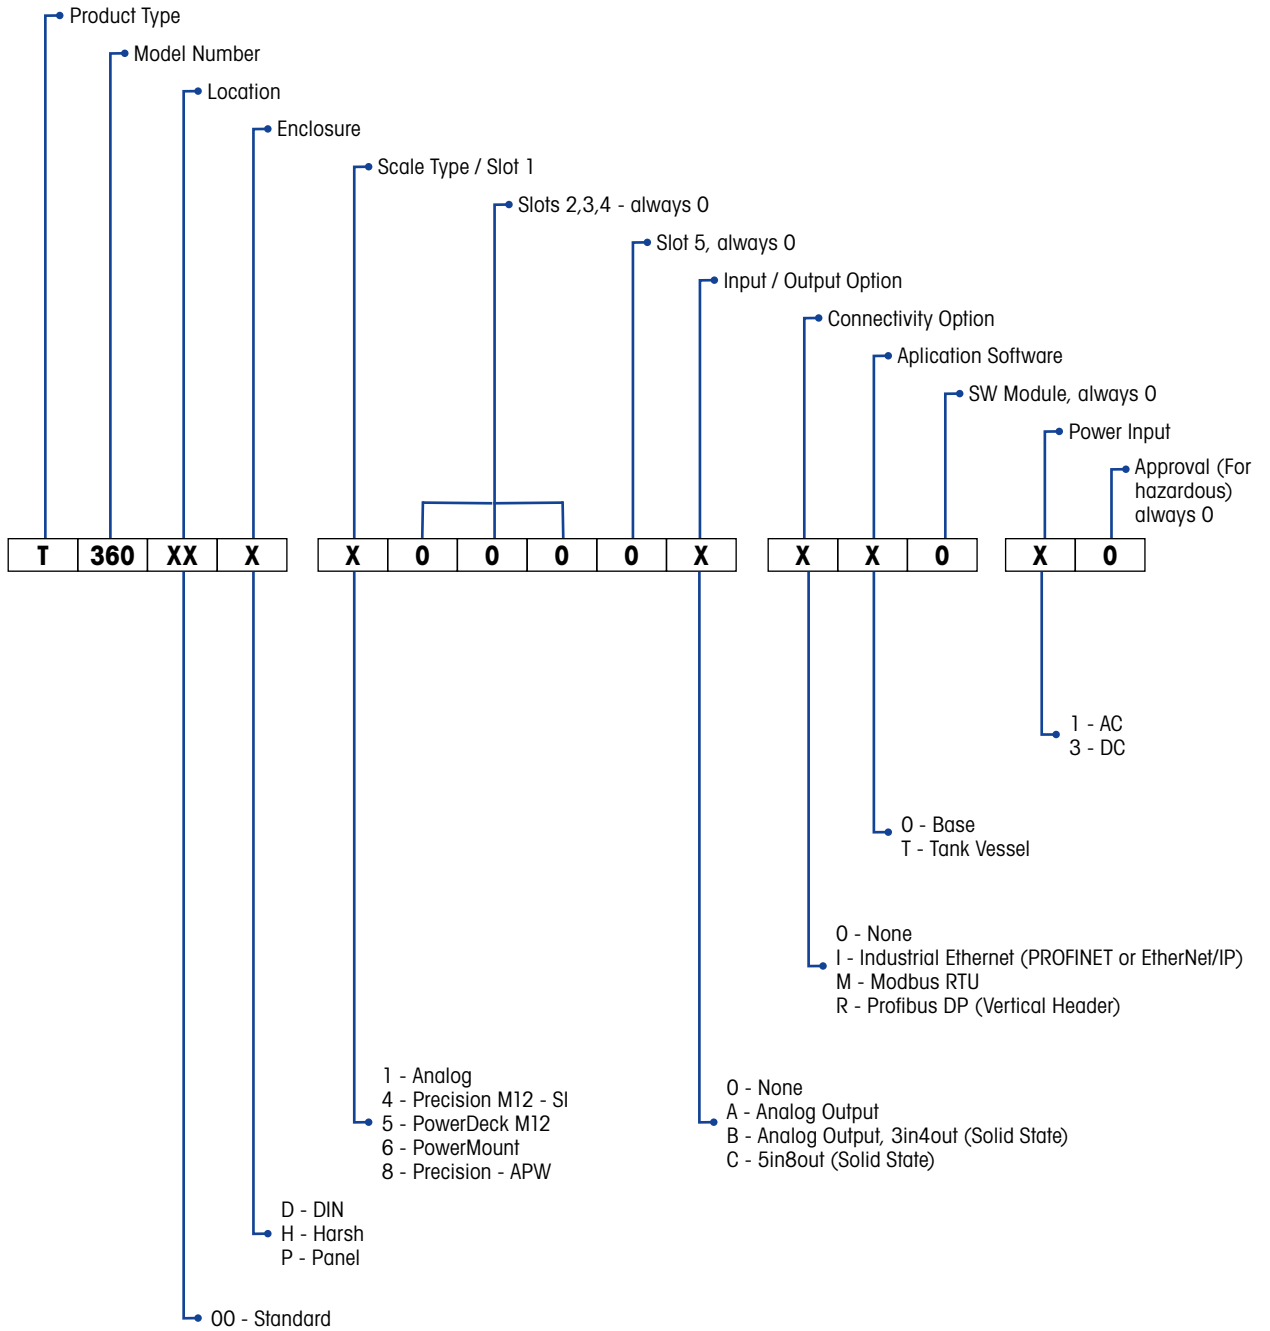 Product Type
Model Number
Location
Enclosure
Scale Type / Slot 1
Slots 2,3,4 - always 0
Slot 5, always 0
Input / Output Option
Connectivity Option
Aplication Software
SW Module, always 0
Power Input
Approval (For
hazardous)
always 0
T 360 XX X X 0 0 0 0 X X X 0 X 0
1 - AC
3 - DC
0 - Base
T - Tank Vessel
0 - None
I - Industrial Ethernet (PROFINET or EtherNet/IP)
M - Modbus RTU
R - Profibus DP (Vertical Header)
1 - Analog
4 - Precision M12 - SI
5 - PowerDeck M12
6 - PowerMount
8 - Precision - APW
0 - None
A - Analog Output
B - Analog Output, 3in4out (Solid State)
C - 5in8out (Solid State)
D - DIN
H - Harsh
P - Panel
00 - Standard